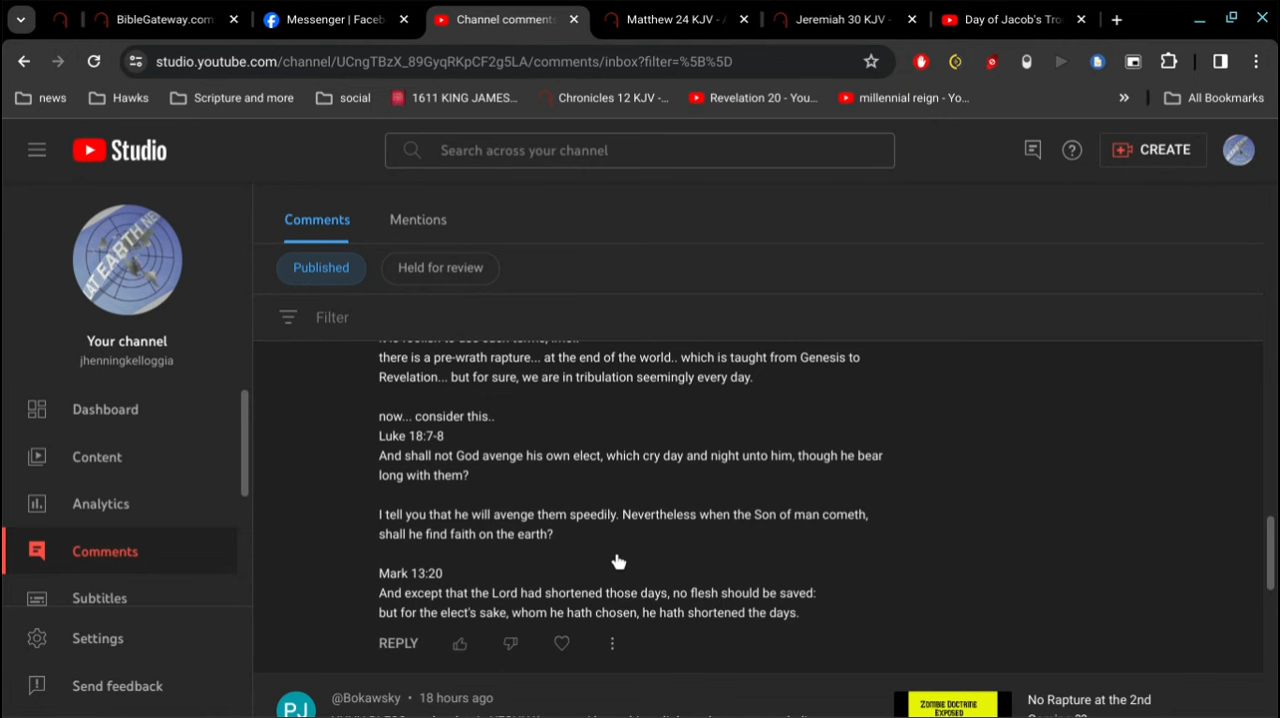 BibleGateway.com
Messenger | Faceb
Channel comments
Matthew 24 KJV - A
Jeremiah 30 KJV -
Day of Jacob's Tro
studio.youtube.com/channel/UCngTBzX_89GyqRKpCF2g5LA/comments/inbox?filter=%5B%5D
news
Hawks
Scripture and more
social
1611 KING JAMES...
Chronicles 12 KJV -...
Revelation 20 - You...
millennial reign - Yo...
All Bookmarks
Studio
Search across your channel
CREATE
AT EARTH NE
Your channel
jhenningkelloggia
Dashboard
Content
Analytics
Comments
Subtitles
Settings
Send feedback
Comments
Mentions
Published
Held for review
Filter
there is a pre-wrath rapture... at the end of the world.. which is taught from Genesis to
Revelation... but for sure, we are in tribulation seemingly every day.
now... consider this..
Luke 18:7-8
And shall not God avenge his own elect, which cry day and night unto him, though he bear
long with them?
I tell you that he will avenge them speedily. Nevertheless when the Son of man cometh,
shall he find faith on the earth?
Mark 13:20
And except that the Lord had shortened those days, no flesh should be saved:
but for the elect's sake, whom he hath chosen, he hath shortened the days.
REPLY
PJ
@Bokawsky • 18 hours ago
ZOMBIE DOCTRINE
EXPOSED
No Rapture at the 2nd